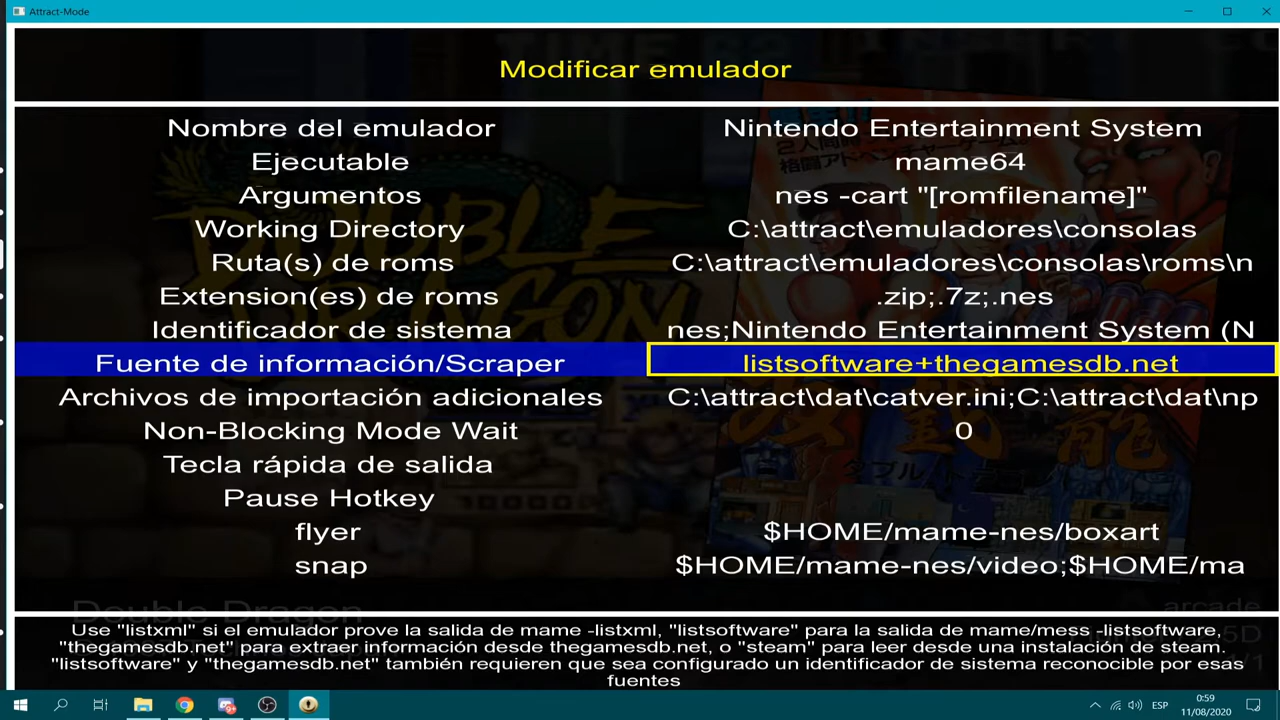 Attract-Mode
Modificar emulador
Nombre del emulador Nintendo Entertainment System
Ejecutable mame64
Argumentos nes -cart "[romfilename]"
Working Directory C:\attract\emuladores\consolas
Ruta(s) de roms C:\attract\emuladores\consolas\roms\n
Extension(es) de roms .zip;.7z;.nes
Identificador de sistema nes;Nintendo Entertainment System (N
Fuente de información/Scraper listsoftware+thegamesdb.net
Archivos de importación adicionales C:\attract\dat\catver.ini;C:\attract\dat\np
Non-Blocking Mode Wait 0
Tecla rápida de salida
Pause Hotkey
flyer $HOME/mame-nes/boxart
snap $HOME/mame-nes/video;$HOME/ma
Double Dragon arcade
Use "listxml" si el emulador prove la salida de mame -listxml, "listsoftware" para la salida de mame/mess -listsoftware,
"thegamesdb.net" para extraer información desde thegamesdb.net, o "steam" para leer desde una instalación de steam.
"listsoftware" y "thegamesdb.net" también requieren que sea configurado un identificador de sistema reconocible por esas
fuentes
ESP
0:59
11/08/2020